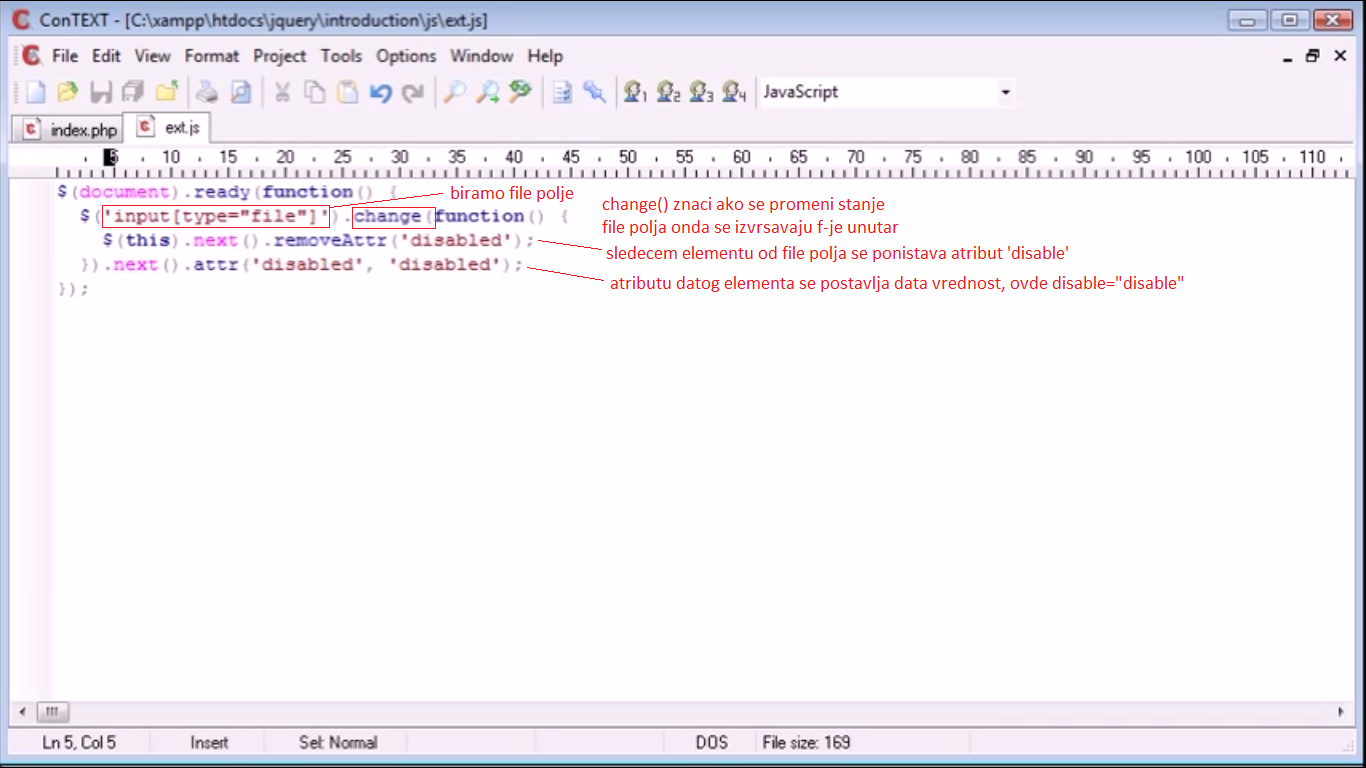 ConTEXT - [C:\xampp\htdocs\jquery\introduction\js\ext.js]
File Edit View Format Project Tools Options Window Help
1 2 3 4 JavaScript
index.php ext.js
5 10 15 20 25 30 35 40 45 50 55 60 65 70 75 80 85 90 95 100 105 110
$(document).ready(function() {
biramo file polje
$('input[type="file"]').change(function() {
change() znaci ako se promeni stanje
file polja onda se izvrsavaju f-je unutar
$(this).next().removeAttr('disabled');
sledecem elementu od file polja se ponistava atribut 'disable'
}).next().attr('disabled', 'disabled');
atributu datog elementa se postavlja data vrednost, ovde disable="disable"
});
Ln 5, Col 5 Insert Sel: Normal DOS File size: 169